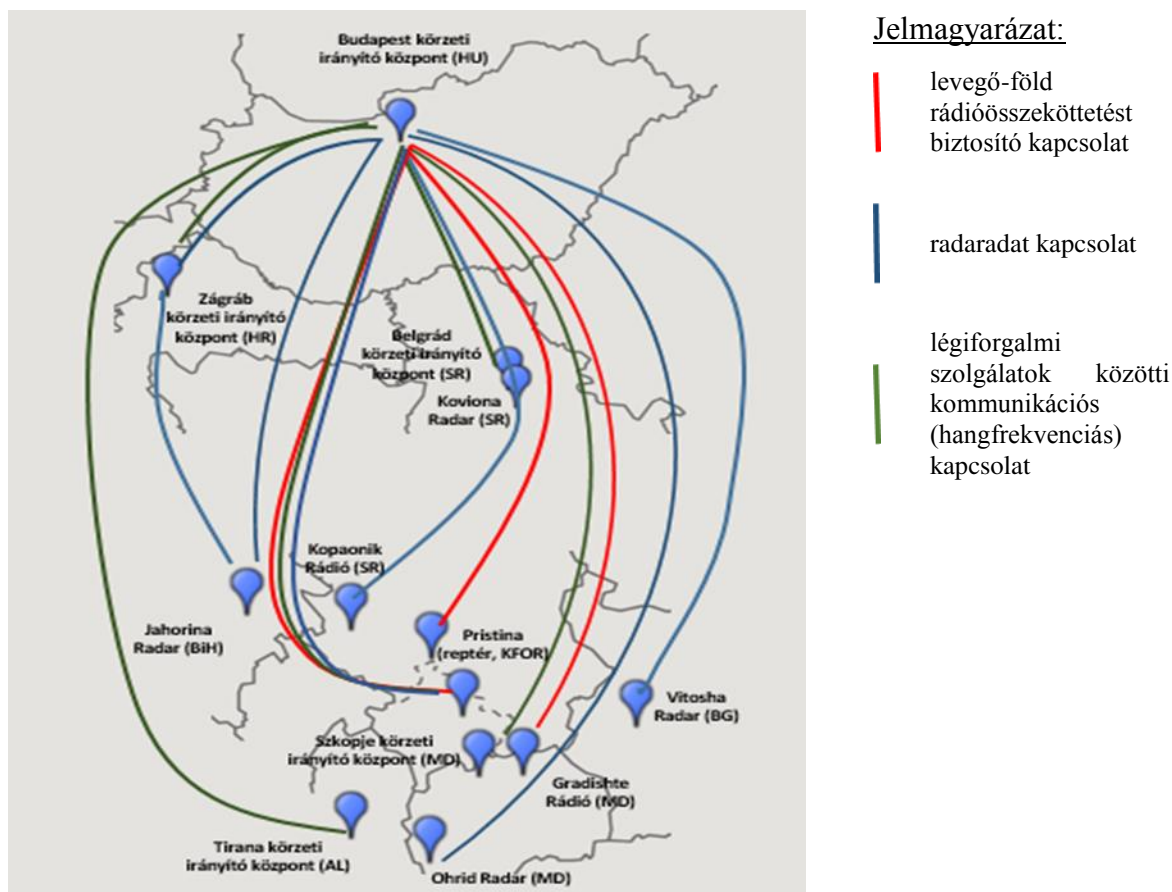 Budapest körzeti
irányító központ (HU)
Zágráb
körzeti irányító
központ (HR)
Belgrád
körzeti irányító
központ (SR)
Koviona
Radar (SR)
Kopaonik
Rádió (SR)
Jahorina
Radar (BiH)
Pristina
(reptér, KFOR)
Vitosha
Radar (BG)
Szkopje körzeti
irányító központ (MD)
Gradishte
Rádió (MD)
Tirana körzeti
irányító központ (AL)
Ohrid Radar (MD)
Jelmagyarázat:
levegő-föld
rádióösszeköttetést
biztosító kapcsolat
radaradat kapcsolat
légiforgalmi
szolgálatok közötti
kommunikációs
(hangfrekvenciás)
kapcsolat